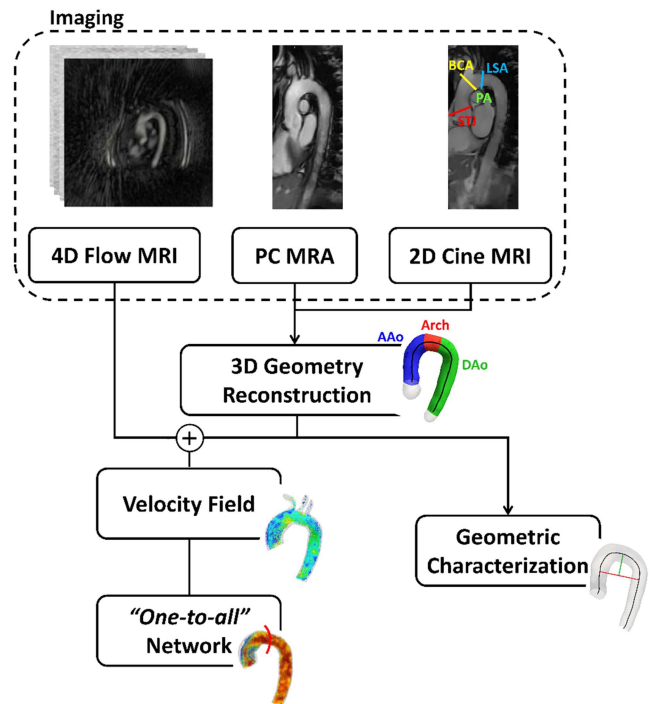 Imaging
BCA
LSA
PA
STJ
4D Flow MRI
PC MRA
2D Cine MRI
AAo
Arch
DAo
3D Geometry
Reconstruction
+
Velocity Field
Geometric
Characterization
“One-to-all”
Network